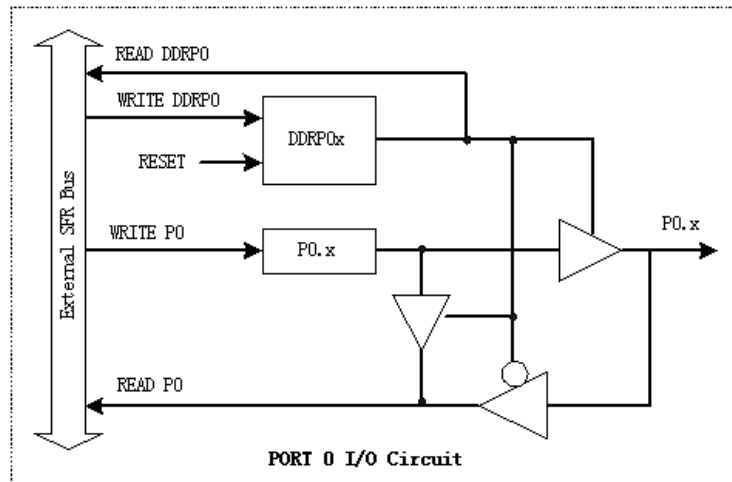 READ DDRP0
WRITE DDRP0
DDRP0x
RESET
External SFR Bus
WRITE P0
P0.x
P0.x
READ P0
PORT 0 I/O Circuit